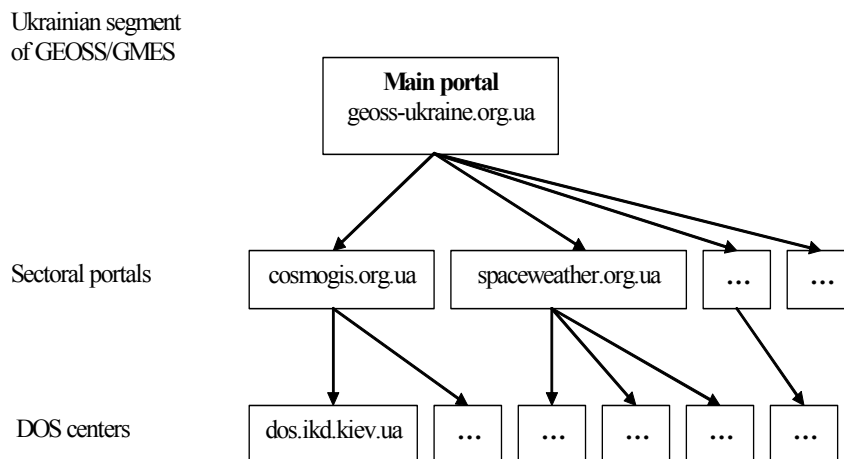 Ukrainian segment
of GEOSS/GMES
Main portal
geoss-ukraine.org.ua
Sectoral portals
cosmogis.org.ua
spaceweather.org.ua
...
...
DOS centers
dos.ikd.kiev.ua
...
...
...
...
...